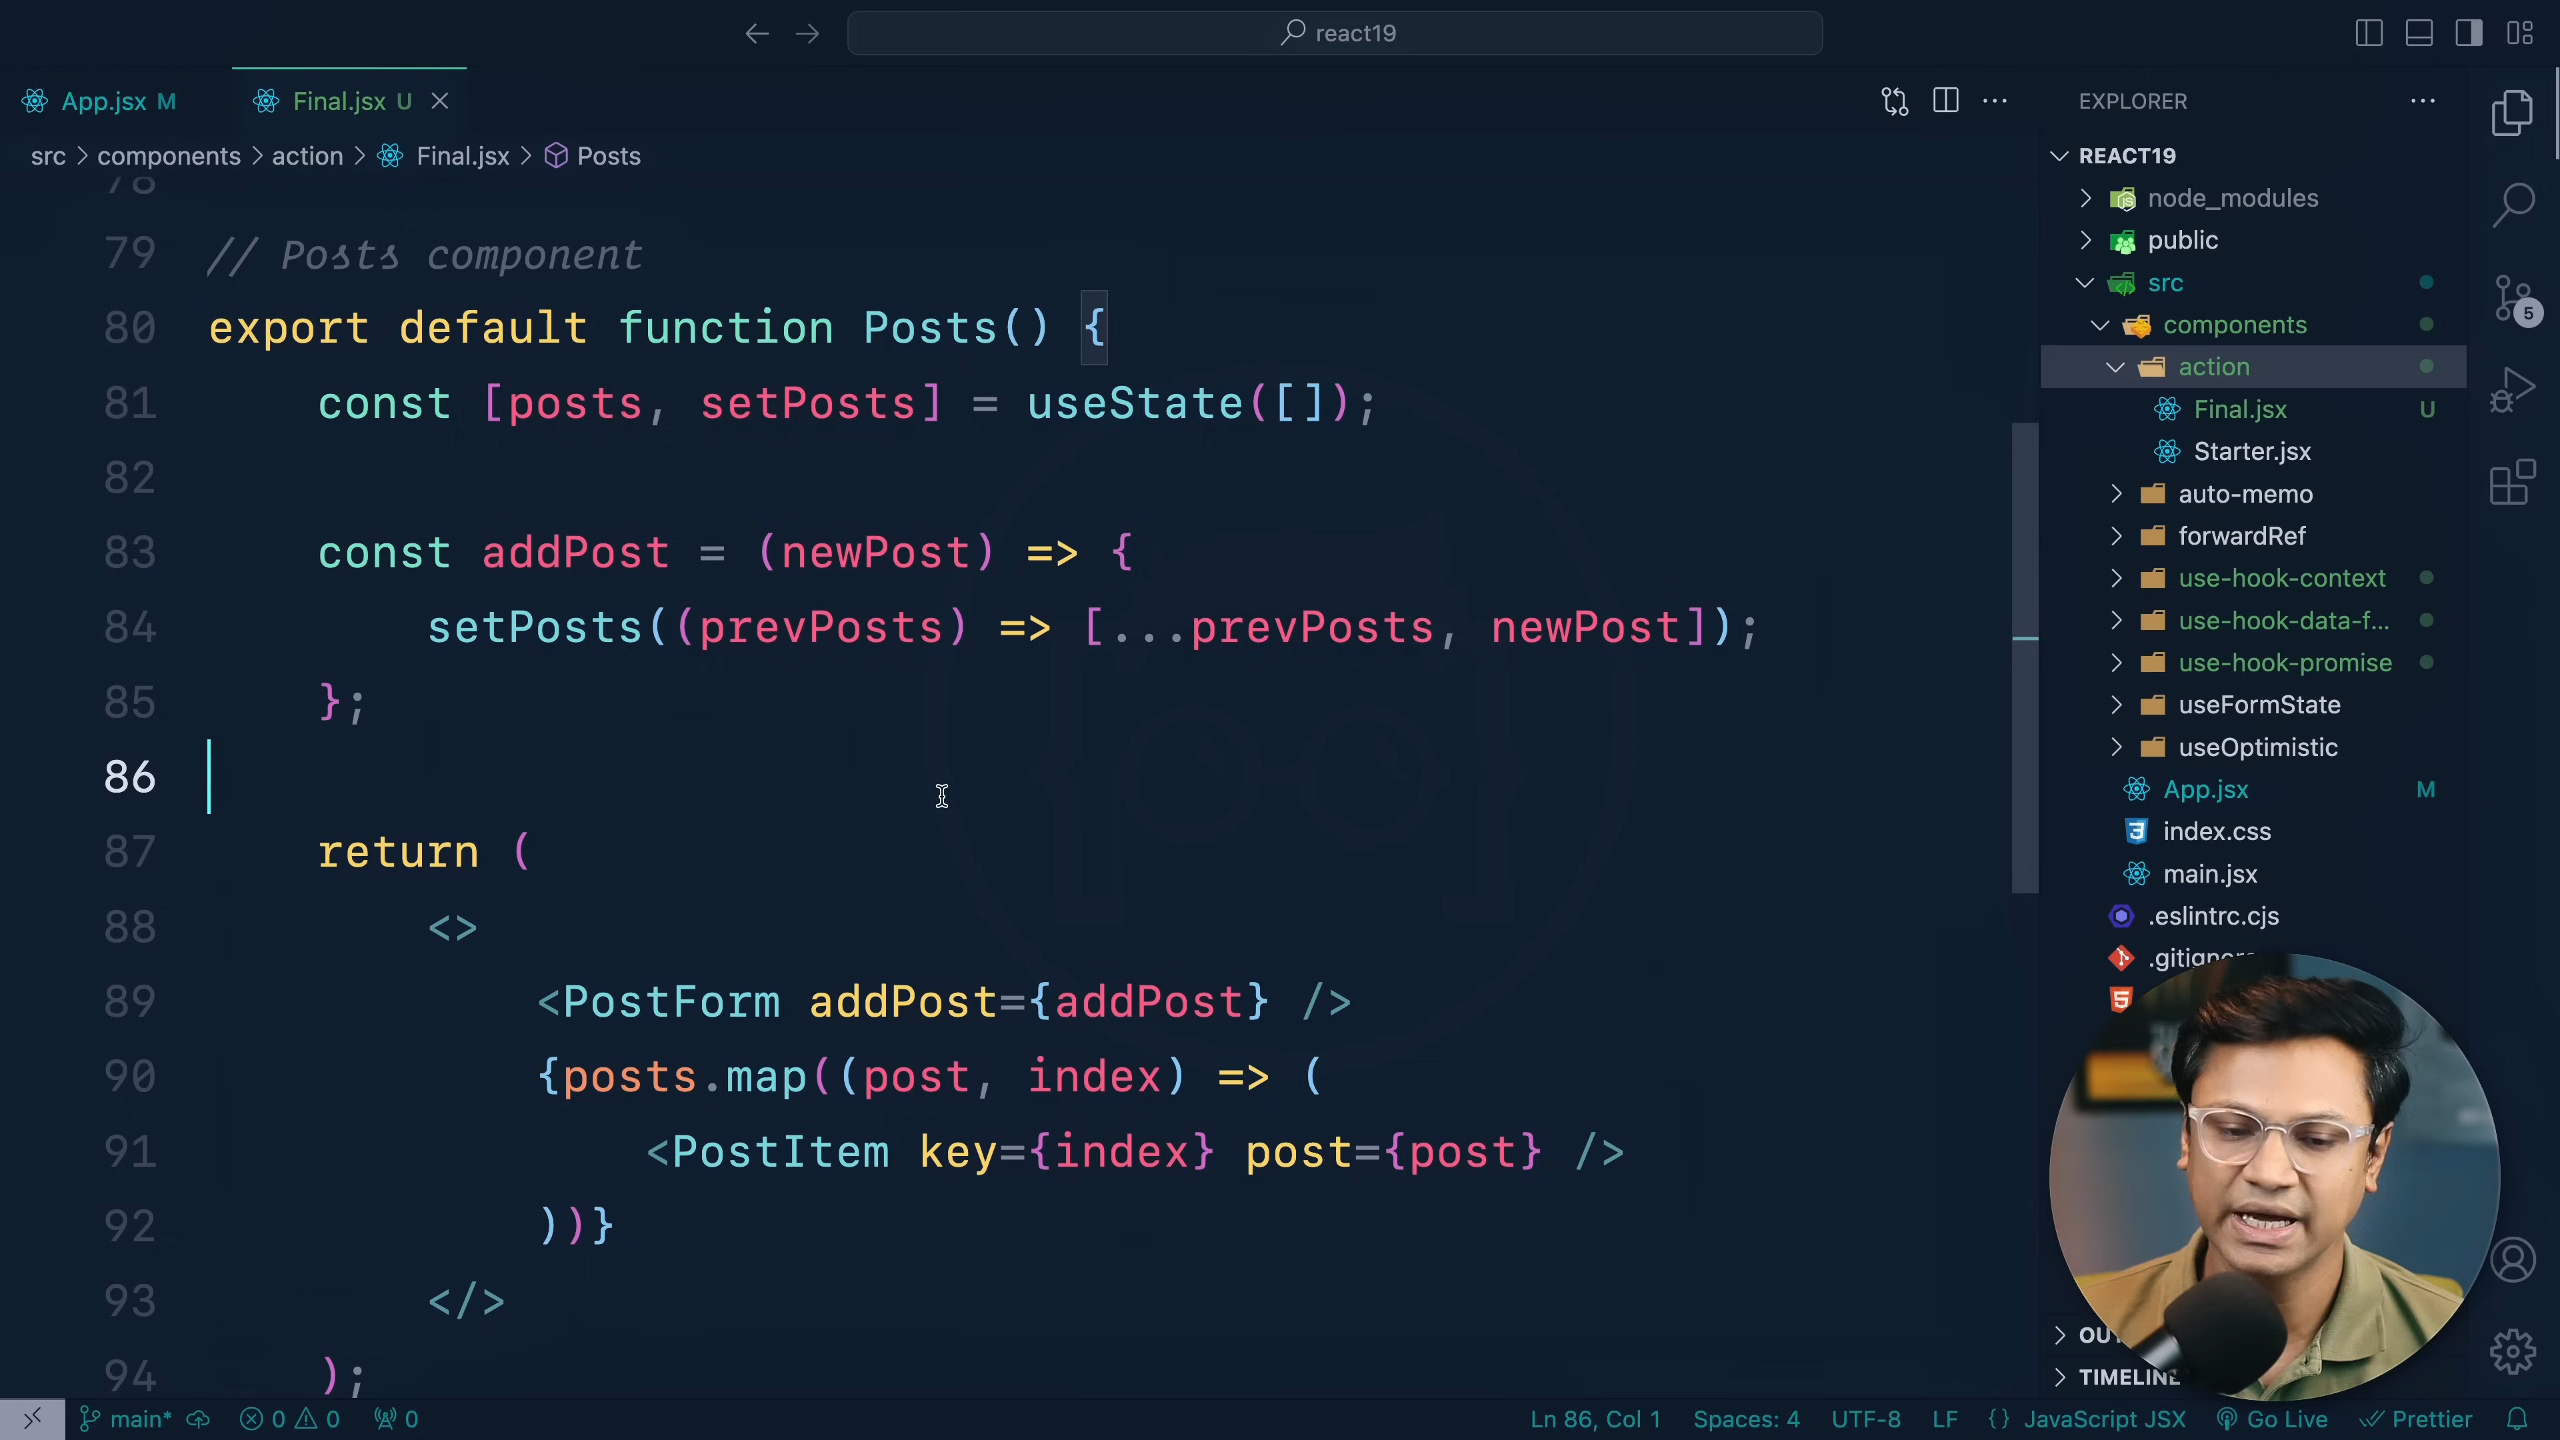 react19
App.jsx M
Final.jsx U
src > components > action > Final.jsx > Posts
78
79 // Posts component
80 export default function Posts() {
81 const [posts, setPosts] = useState([]);
82
83 const addPost = (newPost) => {
84 setPosts((prevPosts) => [...prevPosts, newPost]);
85 };
86
87 return (
88 <>
89 <PostForm addPost={addPost} />
90 {posts.map((post, index) => (
91 <PostItem key={index} post={post} />
92 ))}
93 </>
94 );
EXPLORER
REACT19
node_modules
public
src
components
action
Final.jsx U
Starter.jsx
auto-memo
forwardRef
use-hook-context
use-hook-data-f...
use-hook-promise
useFormState
useOptimistic
App.jsx M
index.css
main.jsx
.eslintrc.cjs
TIMELINE
5
main*
0 0
0
Ln 86, Col 1
Spaces: 4
UTF-8
LF
{} JavaScript JSX
Go Live
Prettier